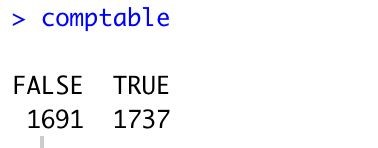 > comptable
FALSE TRUE
1691 1737